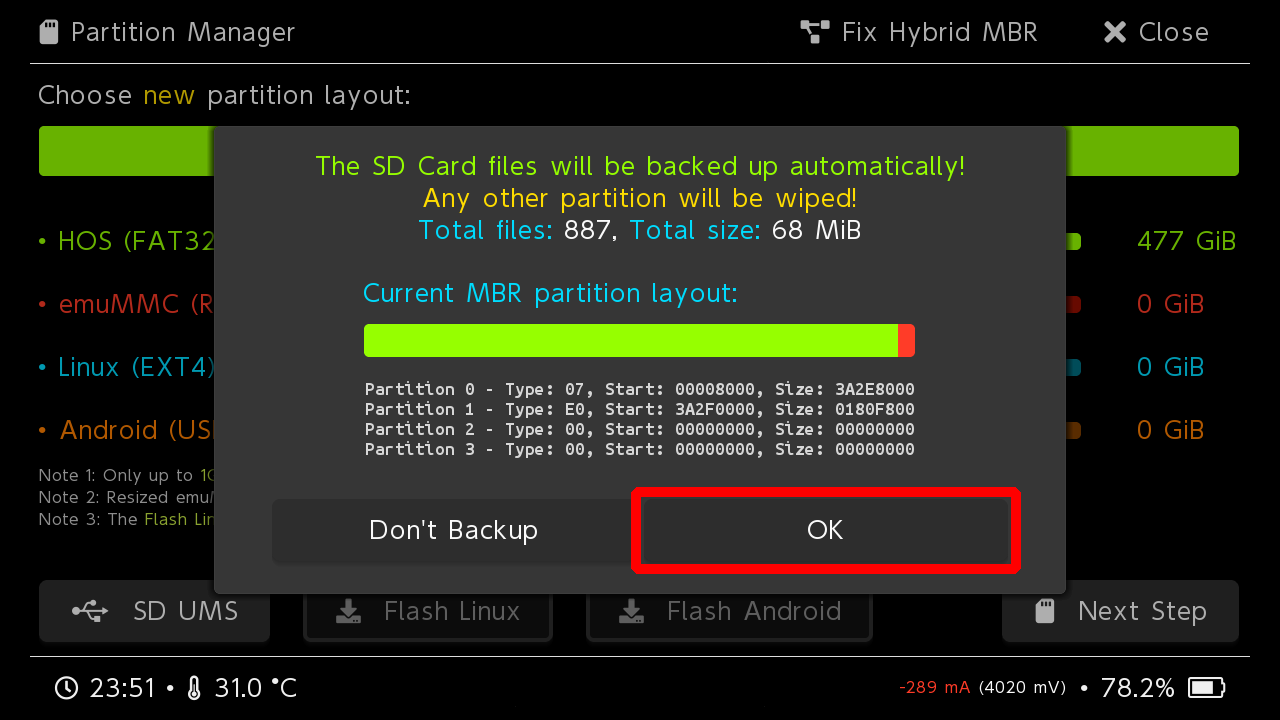 Partition Manager
Fix Hybrid MBR
Close
Choose new partition layout:
The SD Card files will be backed up automatically!
Any other partition will be wiped!
Total files: 887, Total size: 68 MiB
• HOS (FAT32
477 GiB
Current MBR partition layout:
• emuMMC (R
0 GiB
• Linux (EXT4)
0 GiB
Partition 0 - Type: 07, Start: 00008000, Size: 3A2E8000
Partition 1 - Type: E0, Start: 3A2F0000, Size: 0180F800
Partition 2 - Type: 00, Start: 00000000, Size: 00000000
Partition 3 - Type: 00, Start: 00000000, Size: 00000000
• Android (US
0 GiB
Note 1: Only up to
Note 2: Resized emu
Note 3: The Flash Lin
Don't Backup
OK
SD UMS
Flash Linux
Flash Android
Next Step
23:51 • 31.0 °C
-289 mA (4020 mV) • 78.2%